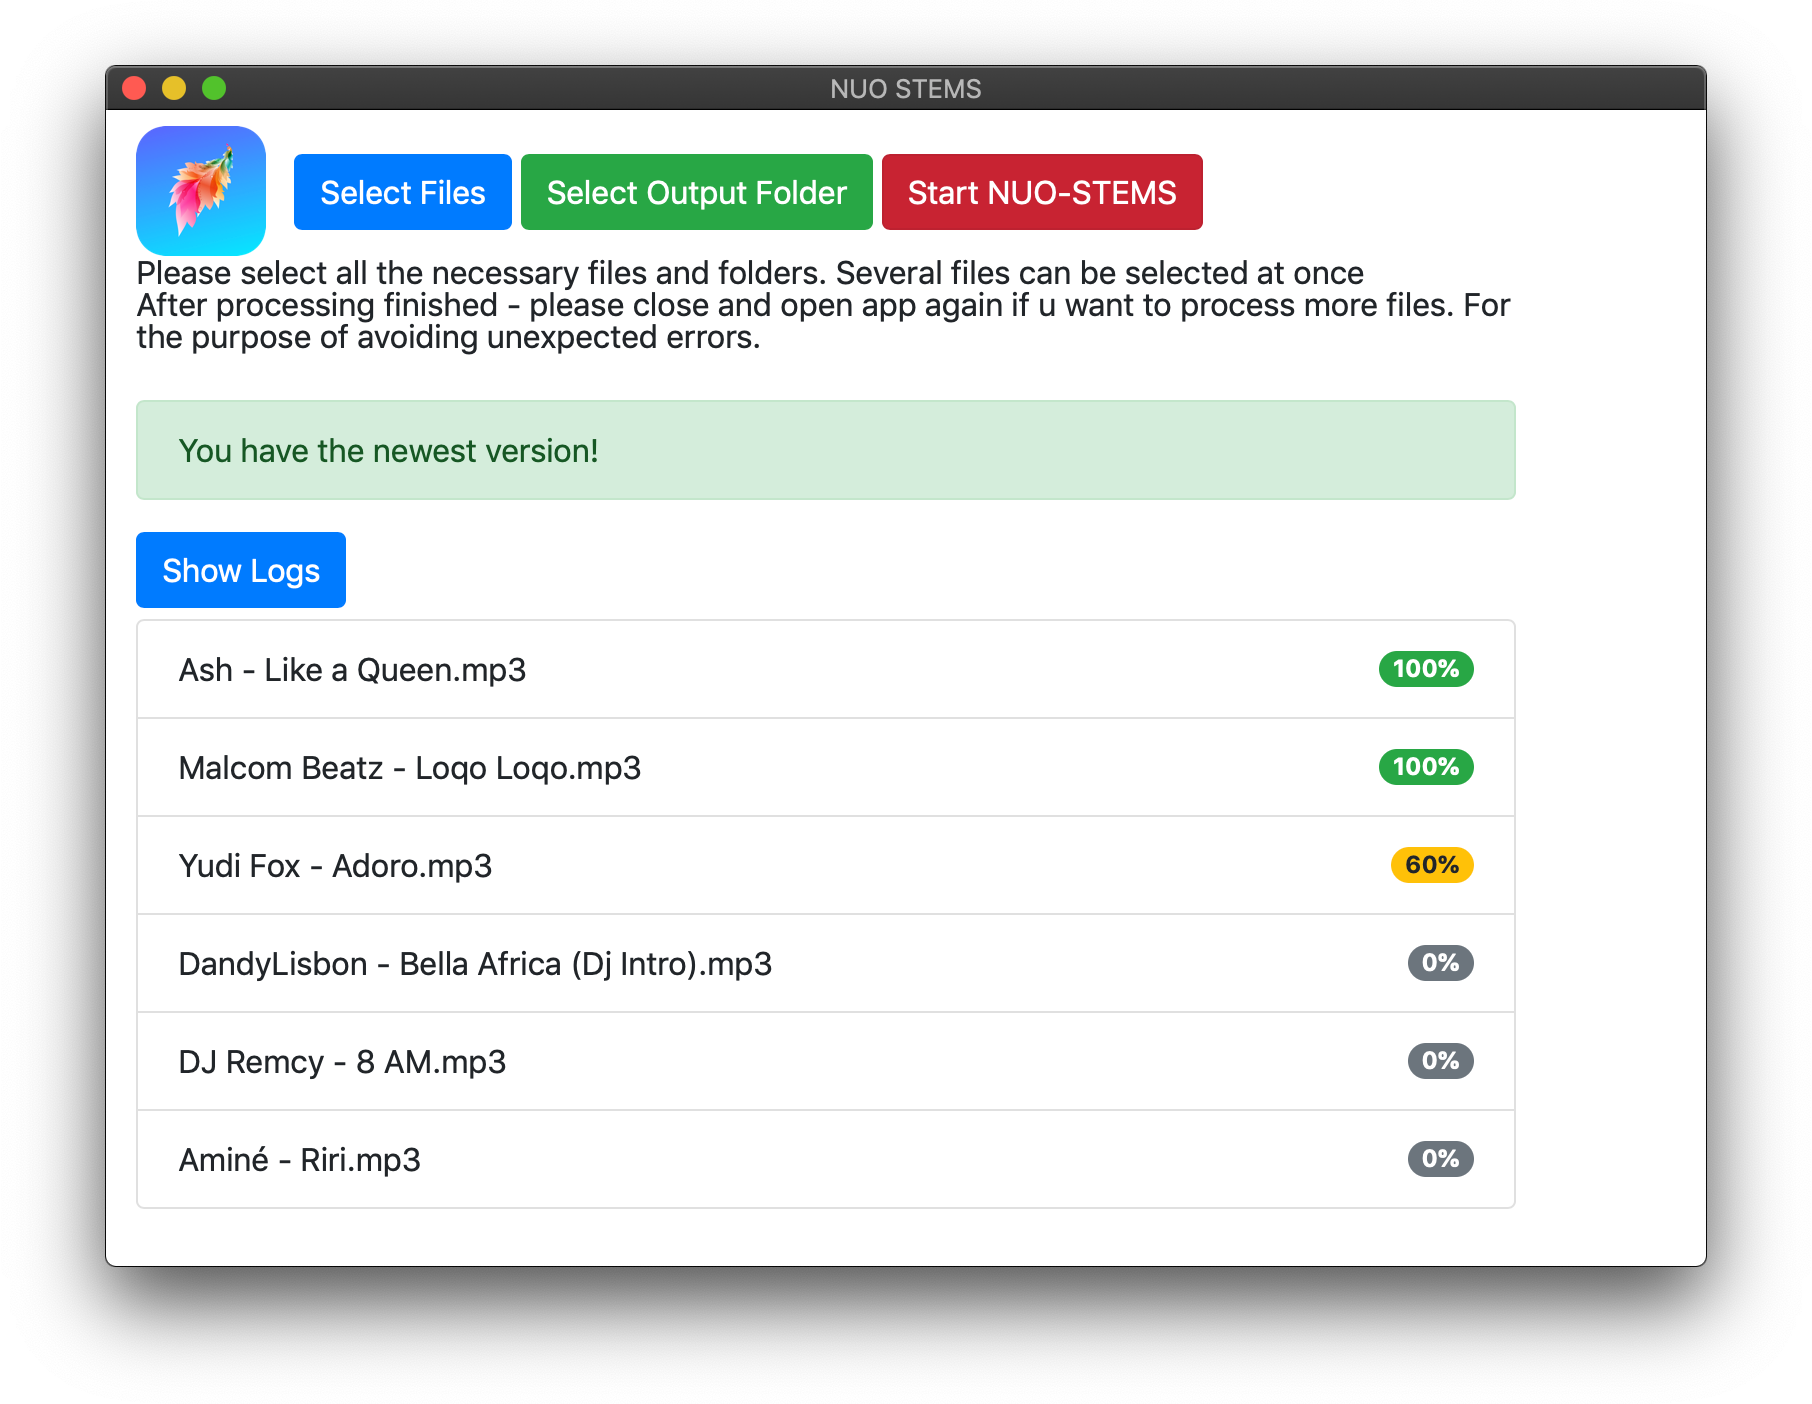 NUO STEMS
Select Files
Select Output Folder
Start NUO-STEMS
Please select all the necessary files and folders. Several files can be selected at once
After processing finished - please close and open app again if u want to process more files. For
the purpose of avoiding unexpected errors.
You have the newest version!
Show Logs
Ash - Like a Queen.mp3 100%
Malcom Beatz - Loqo Loqo.mp3 100%
Yudi Fox - Adoro.mp3 60%
DandyLisbon - Bella Africa (Dj Intro).mp3 0%
DJ Remcy - 8 AM.mp3 0%
Aminé - Riri.mp3 0%